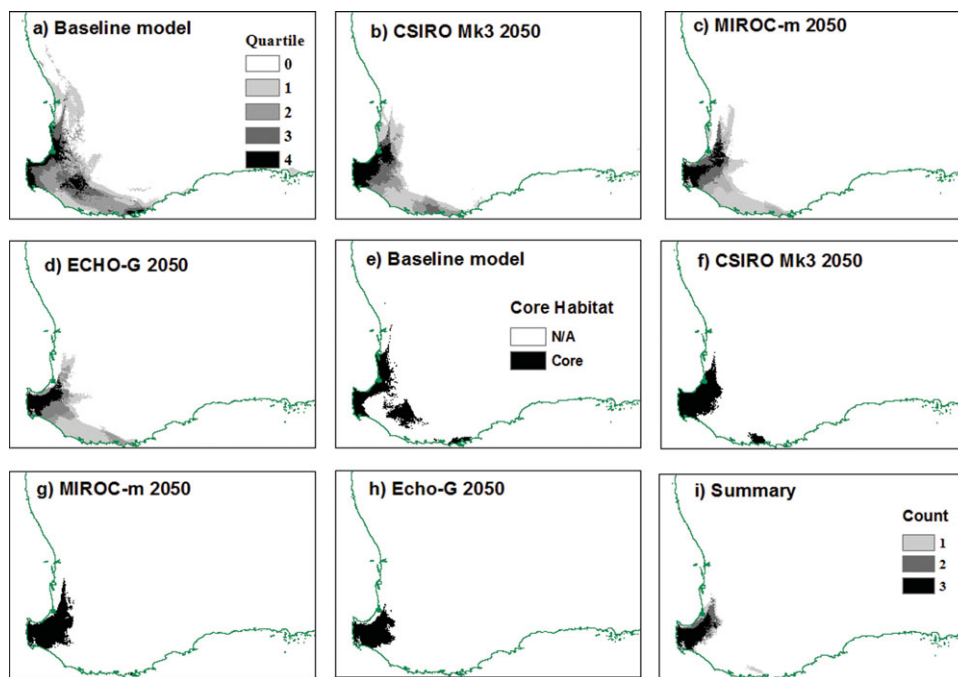 a) Baseline model
Quartile
0
1
2
3
4
b) CSIRO Mk3 2050
c) MIROC-m 2050
d) ECHO-G 2050
e) Baseline model
Core Habitat
N/A
Core
f) CSIRO Mk3 2050
g) MIROC-m 2050
h) Echo-G 2050
i) Summary
Count
1
2
3